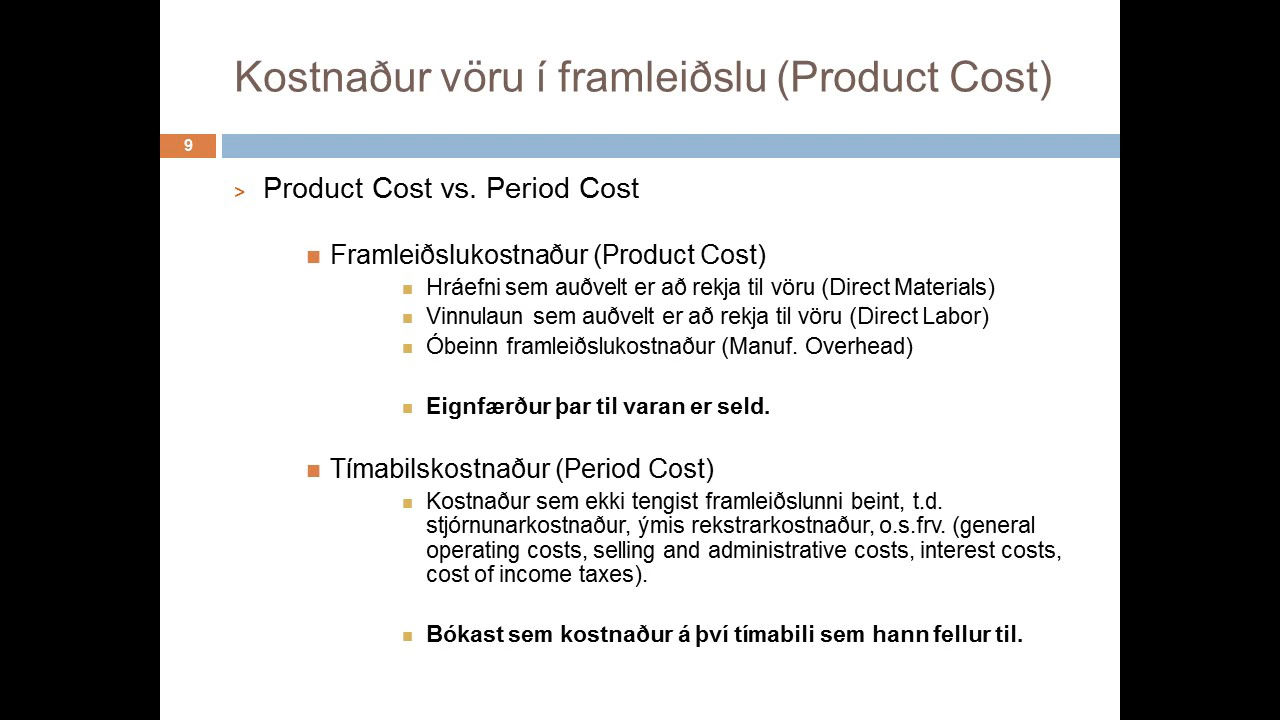 Kostnaður vöru í framleiðslu (Product Cost)
9
> Product Cost vs. Period Cost
Framleiðslukostnaður (Product Cost)
Hráefni sem auðvelt er að rekja til vöru (Direct Materials)
Vinnulaun sem auðvelt er að rekja til vöru (Direct Labor)
Óbeinn framleiðslukostnaður (Manuf. Overhead)
Eignfærður þar til varan er seld.
Tímabilskostnaður (Period Cost)
Kostnaður sem ekki tengist framleiðslunni beint, t.d.
stjórnunarkostnaður, ýmis rekstrarkostnaður, o.s.frv. (general
operating costs, selling and administrative costs, interest costs,
cost of income taxes).
Bókast sem kostnaður á því tímabili sem hann fellur til.